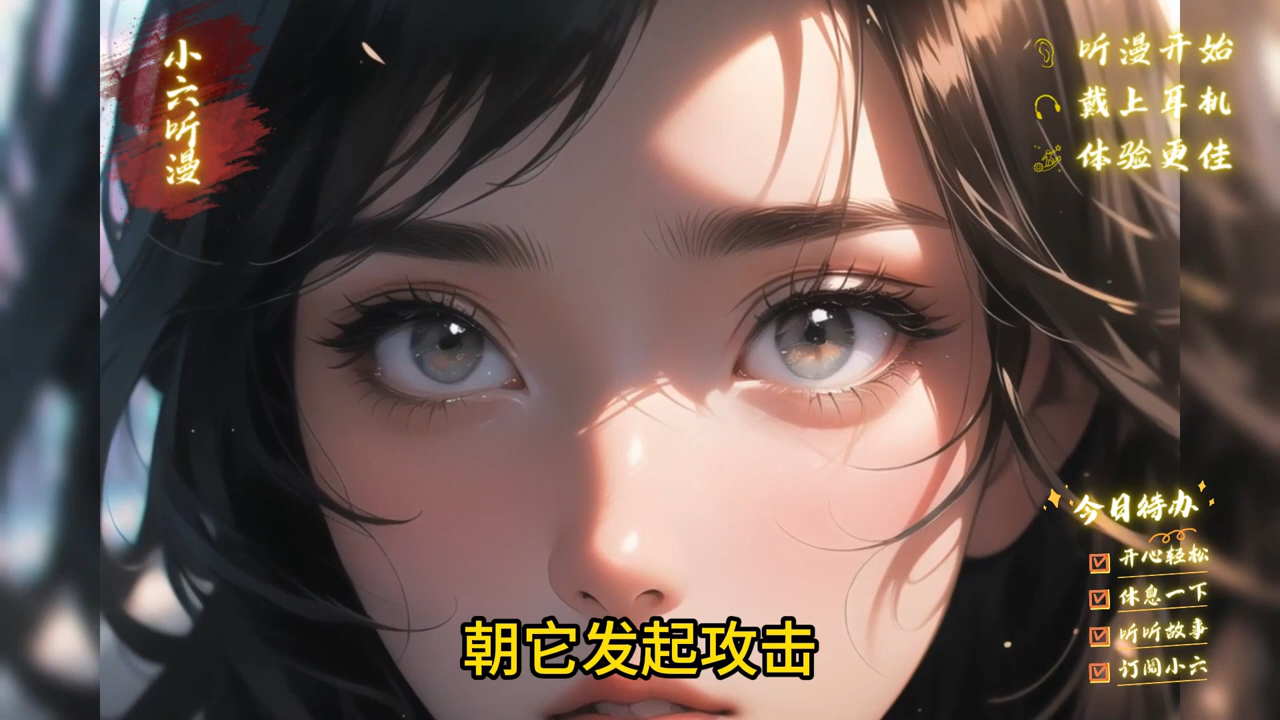 小六听漫
听漫开始
戴上耳机
体验更佳
今日待办
开心轻松
休息一下
听听故事
订阅小六
朝它发起攻击